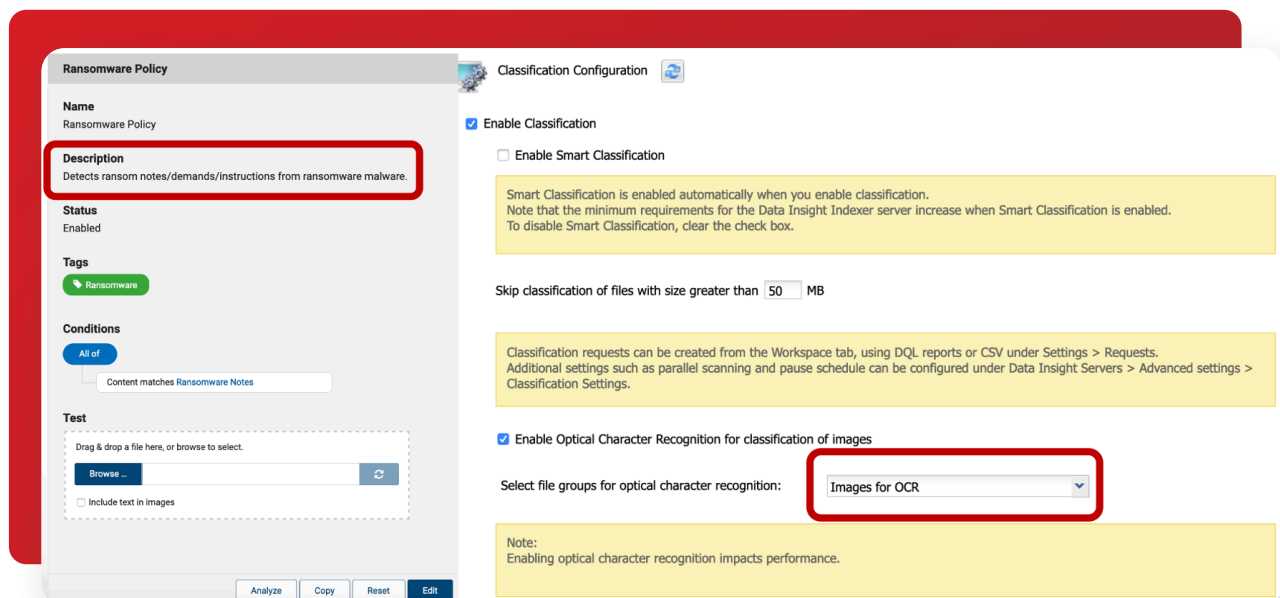 Ransomware Policy
Name
Ransomware Policy
Description
Detects ransom notes/demands/instructions from ransomware malware.
Status
Enabled
Tags
Ransomware
Conditions
All of
Content matches Ransomware Notes
Test
Drag & drop a file here, or browse to select.
Browse ...
Include text in images
Analyze
Copy
Reset
Edit
Classification Configuration
Enable Classification
Enable Smart Classification
Smart Classification is enabled automatically when you enable classification.
Note that the minimum requirements for the Data Insight Indexer server increase when Smart Classification is enabled.
To disable Smart Classification, clear the check box.
Skip classification of files with size greater than 50 MB
Classification requests can be created from the Workspace tab, using DQL reports or CSV under Settings > Requests.
Additional settings such as parallel scanning and pause schedule can be configured under Data Insight Servers > Advanced settings >
Classification Settings.
Enable Optical Character Recognition for classification of images
Select file groups for optical character recognition: Images for OCR
Note:
Enabling optical character recognition impacts performance.